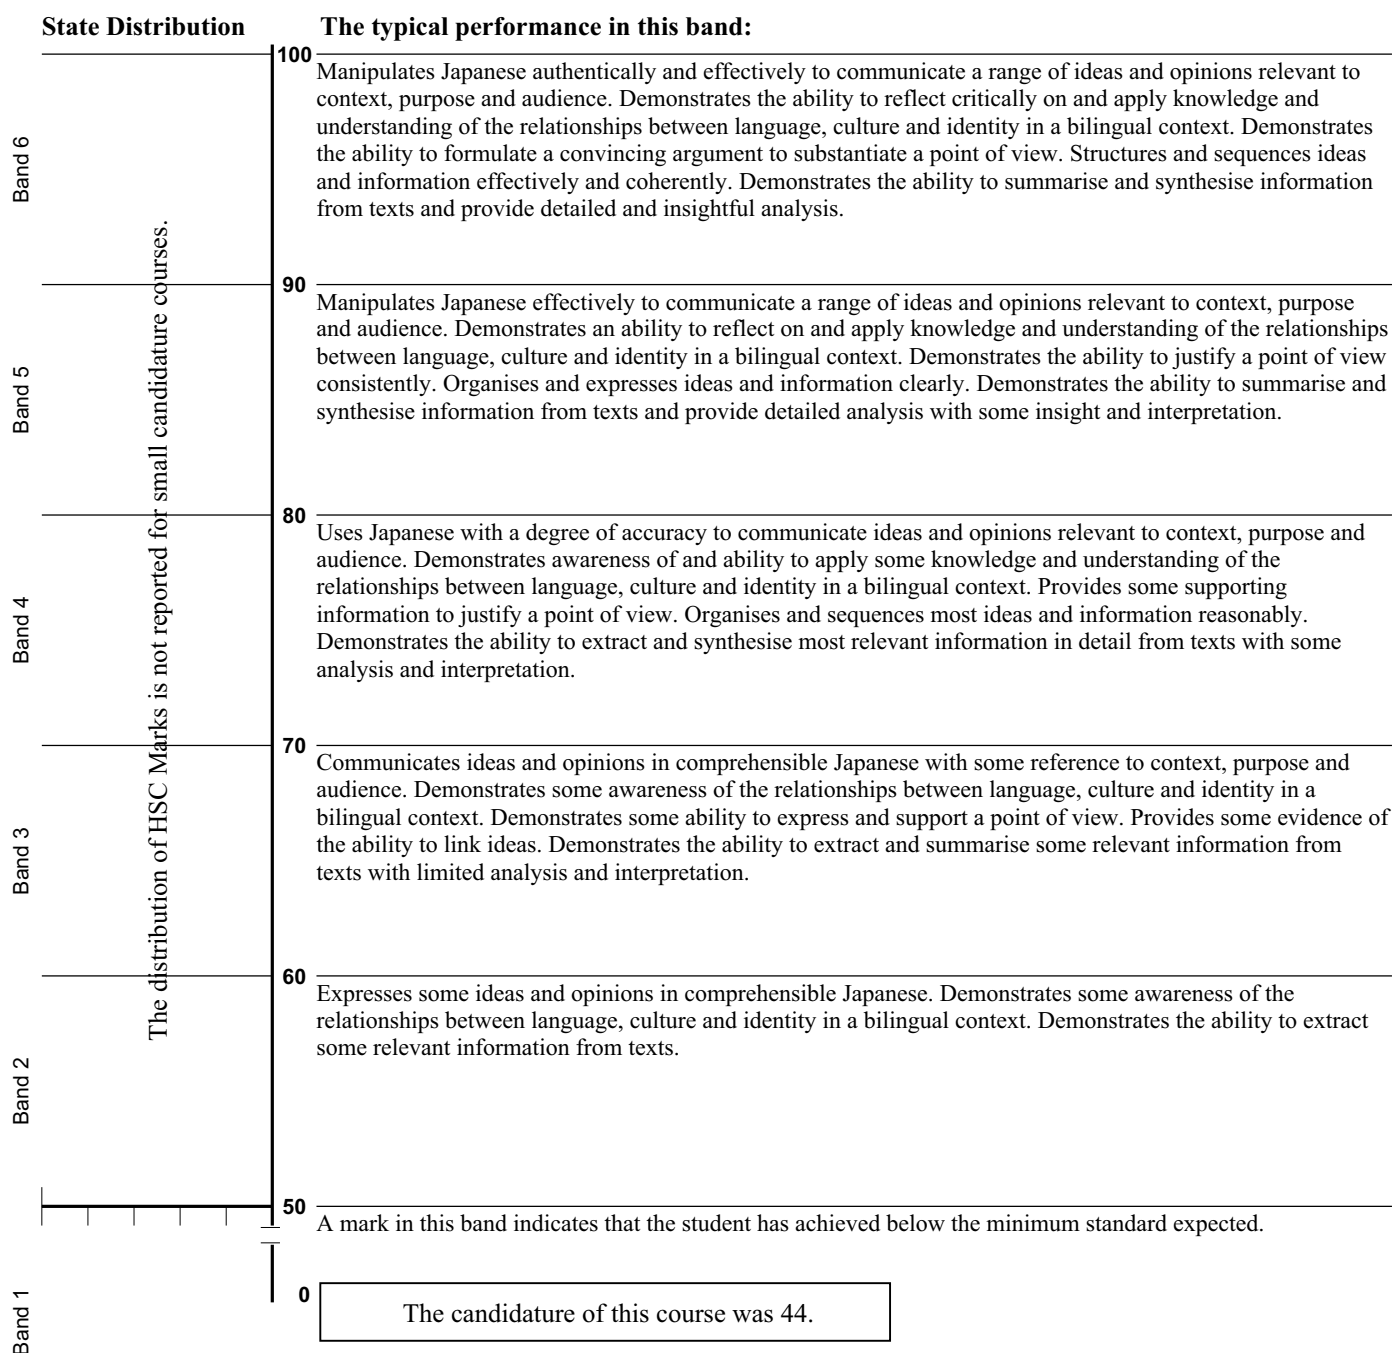 State Distribution
The typical performance in this band:
100
Manipulates Japanese authentically and effectively to communicate a range of ideas and opinions relevant to
context, purpose and audience. Demonstrates the ability to reflect critically on and apply knowledge and
understanding of the relationships between language, culture and identity in a bilingual context. Demonstrates
the ability to formulate a convincing argument to substantiate a point of view. Structures and sequences ideas
and information effectively and coherently. Demonstrates the ability to summarise and synthesise information
from texts and provide detailed and insightful analysis.
Band 6
90
Manipulates Japanese effectively to communicate a range of ideas and opinions relevant to context, purpose
and audience. Demonstrates an ability to reflect on and apply knowledge and understanding of the relationships
between language, culture and identity in a bilingual context. Demonstrates the ability to justify a point of view
consistently. Organises and expresses ideas and information clearly. Demonstrates the ability to summarise and
synthesise information from texts and provide detailed analysis with some insight and interpretation.
Band 5
80
Uses Japanese with a degree of accuracy to communicate ideas and opinions relevant to context, purpose and
audience. Demonstrates awareness of and ability to apply some knowledge and understanding of the
relationships between language, culture and identity in a bilingual context. Provides some supporting
information to justify a point of view. Organises and sequences most ideas and information reasonably.
Demonstrates the ability to extract and synthesise most relevant information in detail from texts with some
analysis and interpretation.
Band 4
The distribution of HSC Marks is not reported for small candidature courses.
70
Communicates ideas and opinions in comprehensible Japanese with some reference to context, purpose and
audience. Demonstrates some awareness of the relationships between language, culture and identity in a
bilingual context. Demonstrates some ability to express and support a point of view. Provides some evidence of
the ability to link ideas. Demonstrates the ability to extract and summarise some relevant information from
texts with limited analysis and interpretation.
Band 3
60
Expresses some ideas and opinions in comprehensible Japanese. Demonstrates some awareness of the
relationships between language, culture and identity in a bilingual context. Demonstrates the ability to extract
some relevant information from texts.
Band 2
50
A mark in this band indicates that the student has achieved below the minimum standard expected.
0
Band 1
The candidature of this course was 44.